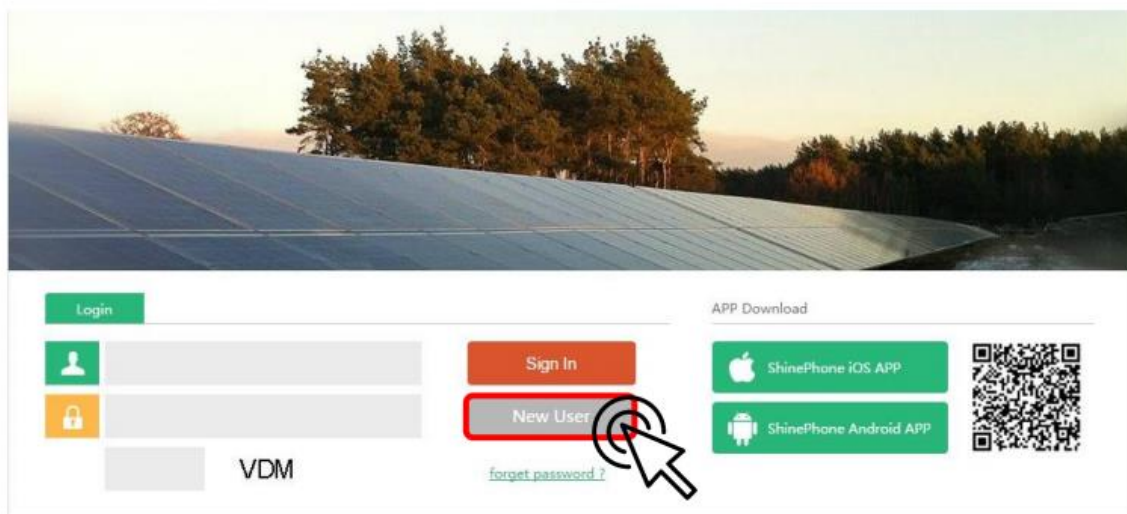 Login
Sign In
New User
VDM
forget password ?
APP Download
ShinePhone iOS APP
ShinePhone Android APP